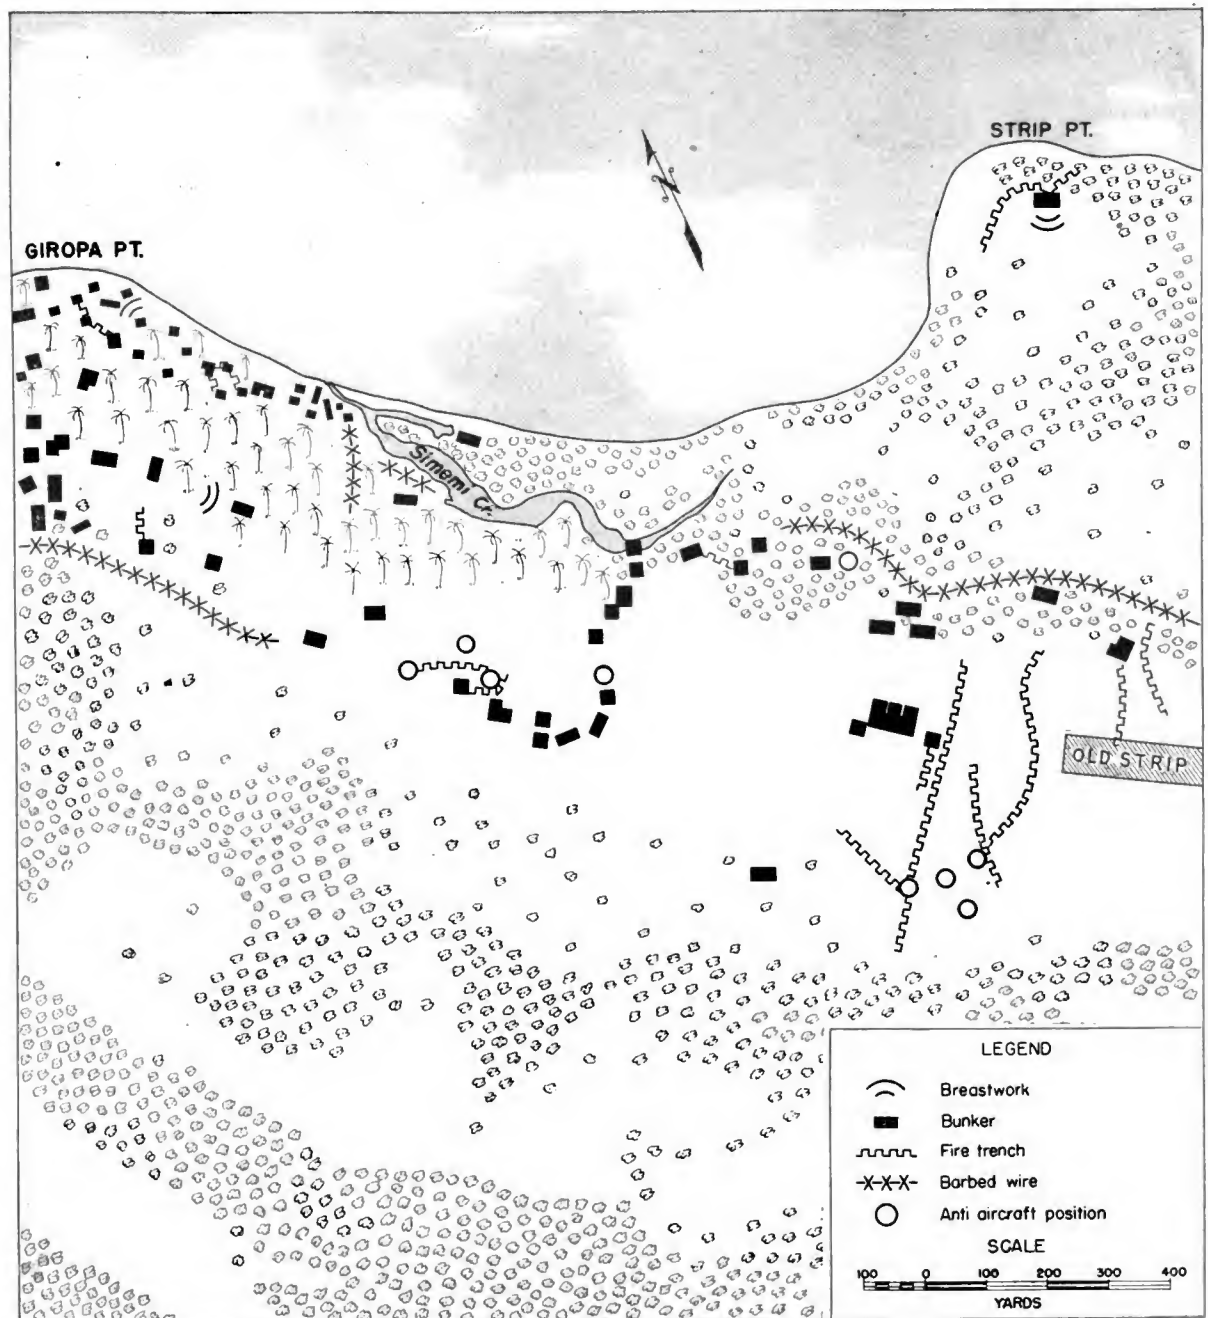 STRIP PT.
GIROPA PT.
Simemi Cr.
OLD STRIP
LEGEND
Breastwork
Bunker
Fire trench
Barbed wire
Anti aircraft position
SCALE
100 0 100 200 300 400
YARDS